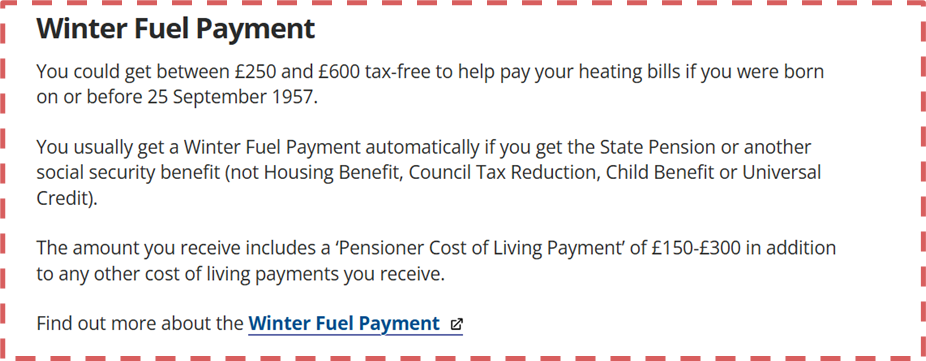 Winter Fuel Payment
You could get between £250 and £600 tax-free to help pay your heating bills if you were born
on or before 25 September 1957.
You usually get a Winter Fuel Payment automatically if you get the State Pension or another
social security benefit (not Housing Benefit, Council Tax Reduction, Child Benefit or Universal
Credit).
The amount you receive includes a ‘Pensioner Cost of Living Payment’ of £150-£300 in addition
to any other cost of living payments you receive.
Find out more about the Winter Fuel Payment